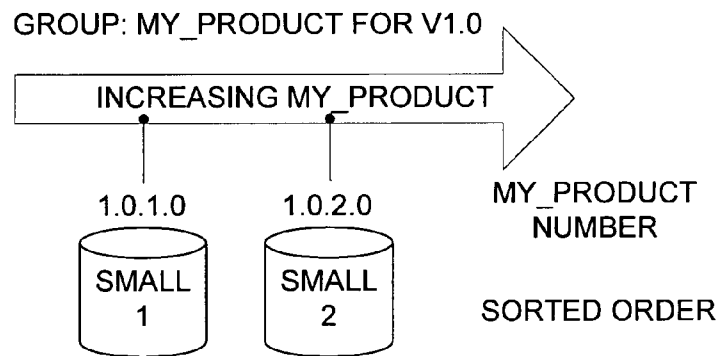 GROUP: MY_PRODUCT FOR V1.0
INCREASING MY_PRODUCT
1.0.1.0
1.0.2.0
MY_PRODUCT
NUMBER
SMALL
1
SMALL
2
SORTED ORDER